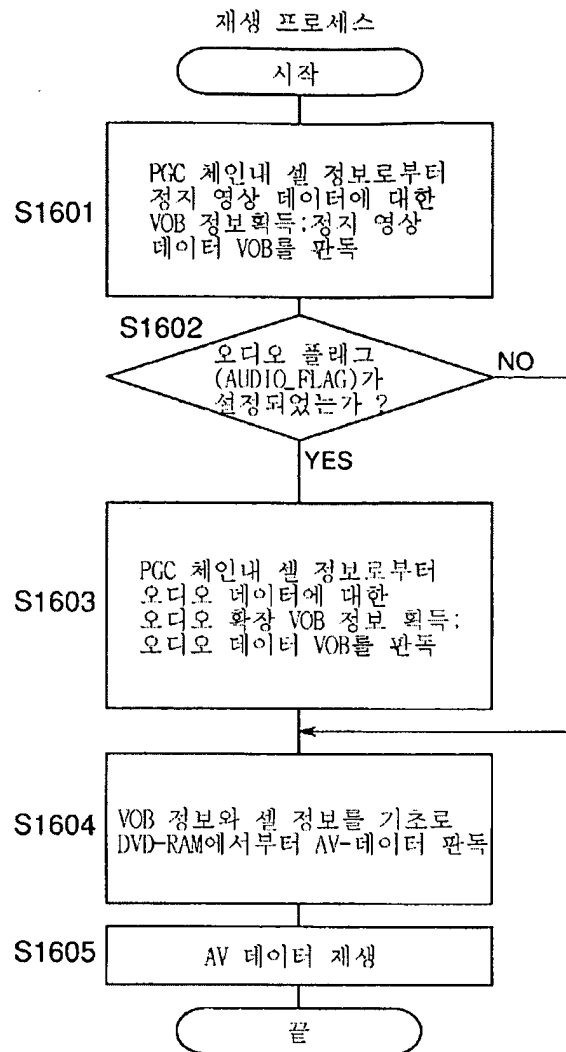 재생 프로세스
시작
S1601
PGC 체인내 셀 정보로부터
정지 영상 데이터에 대한
VOB 정보획득;정지 영상
데이터 VOB를 판독
S1602
오디오 플래그
(AUDIO_FLAG)가
설정되었는가 ?
NO
YES
S1603
PGC 체인내 셀 정보로부터
오디오 데이터에 대한
오디오 확장 VOB 정보 획득;
오디오 데이터 VOB를 판독
S1604
VOB 정보와 셀 정보를 기초로
DVD-RAM에서부터 AV-데이터 판독
S1605
AV 데이터 재생
끝